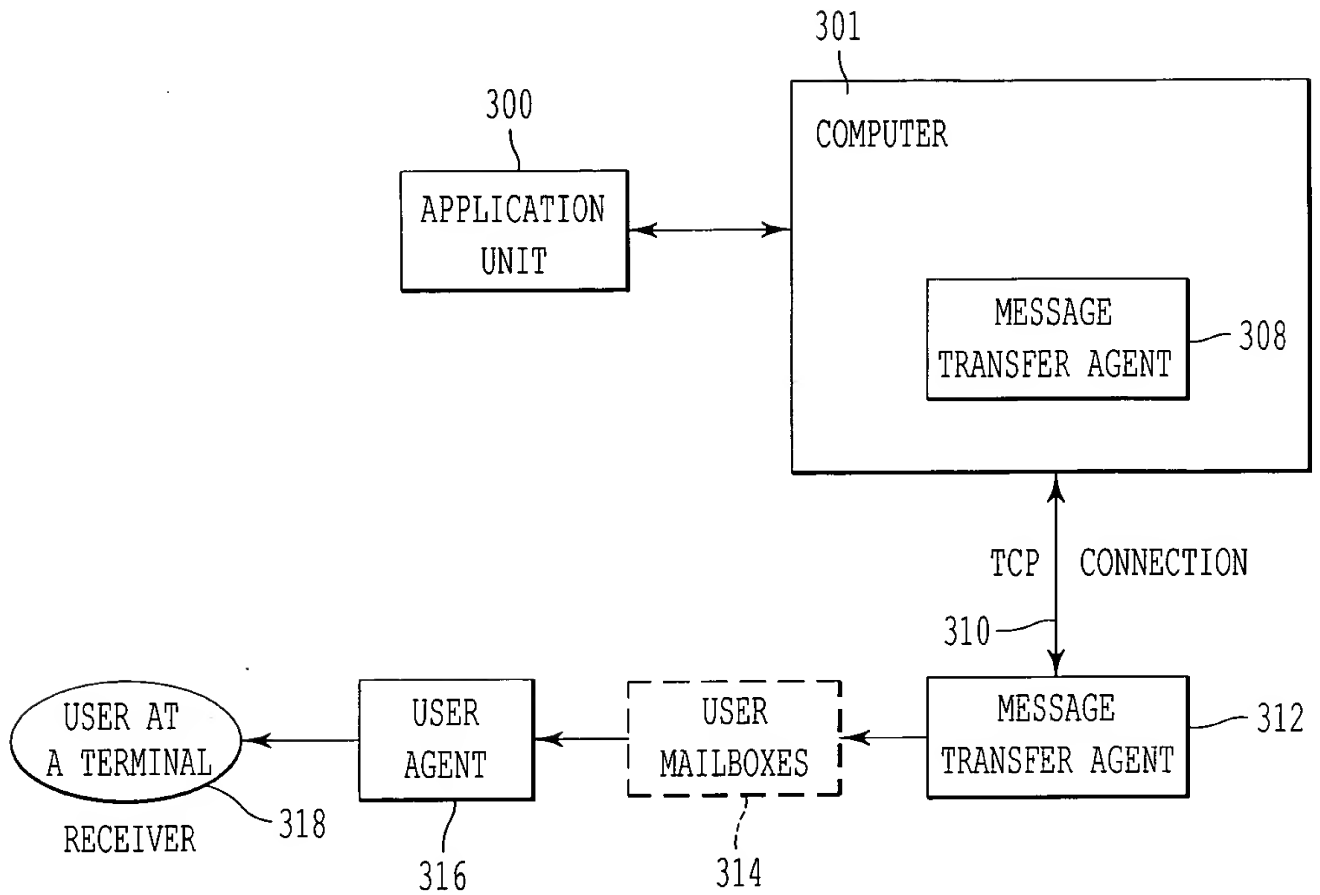 301
COMPUTER
300
APPLICATION
UNIT
MESSAGE
TRANSFER AGENT
308
TCP CONNECTION
310
MESSAGE
TRANSFER AGENT
312
USER
MAILBOXES
314
USER
AGENT
316
USER AT
A TERMINAL
318
RECEIVER